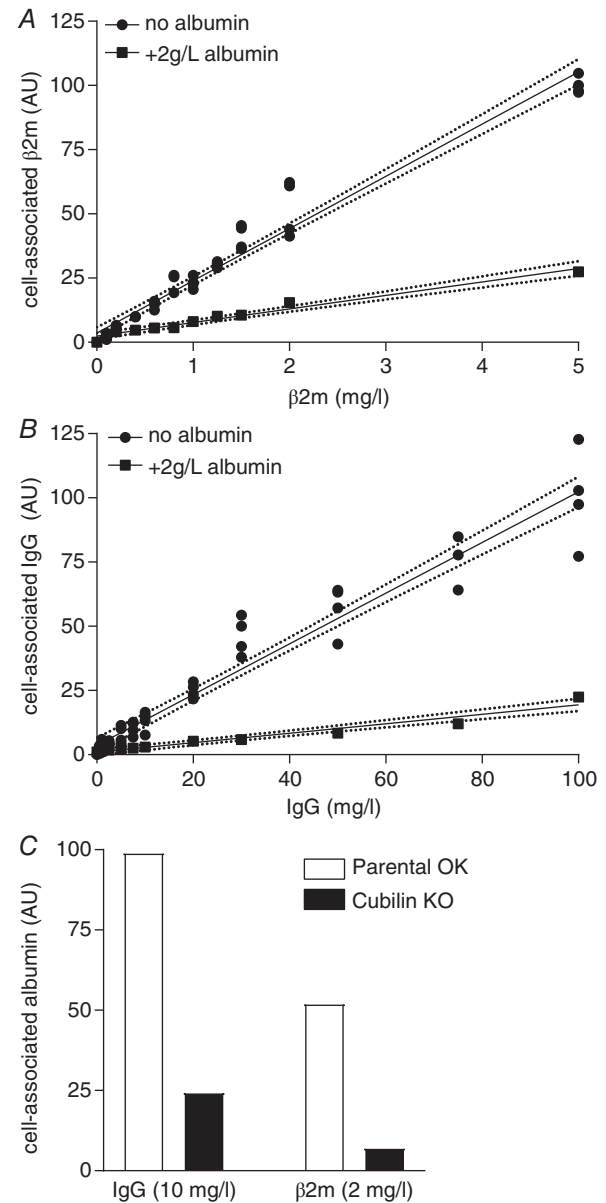 A
125
100
75
50
25
0
cell-associated β2m (AU)
no albumin
+2g/L albumin
0 1 2 3 4 5
β2m (mg/l)
B
125
100
75
50
25
0
cell-associated IgG (AU)
no albumin
+2g/L albumin
0 20 40 60 80 100
IgG (mg/l)
C
100
75
50
25
0
cell-associated albumin (AU)
Parental OK
Cubilin KO
IgG (10 mg/l) β2m (2 mg/l)